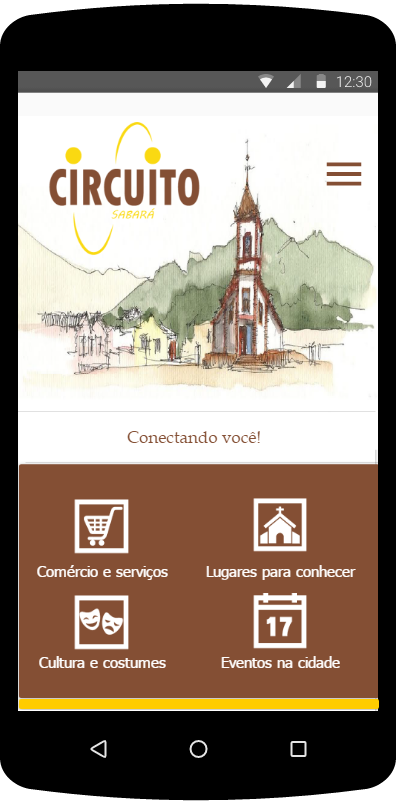 12:30
CIRCUITO
SABARÁ
Conectando você!
Comércio e serviços
Lugares para conhecer
Cultura e costumes
17
Eventos na cidade